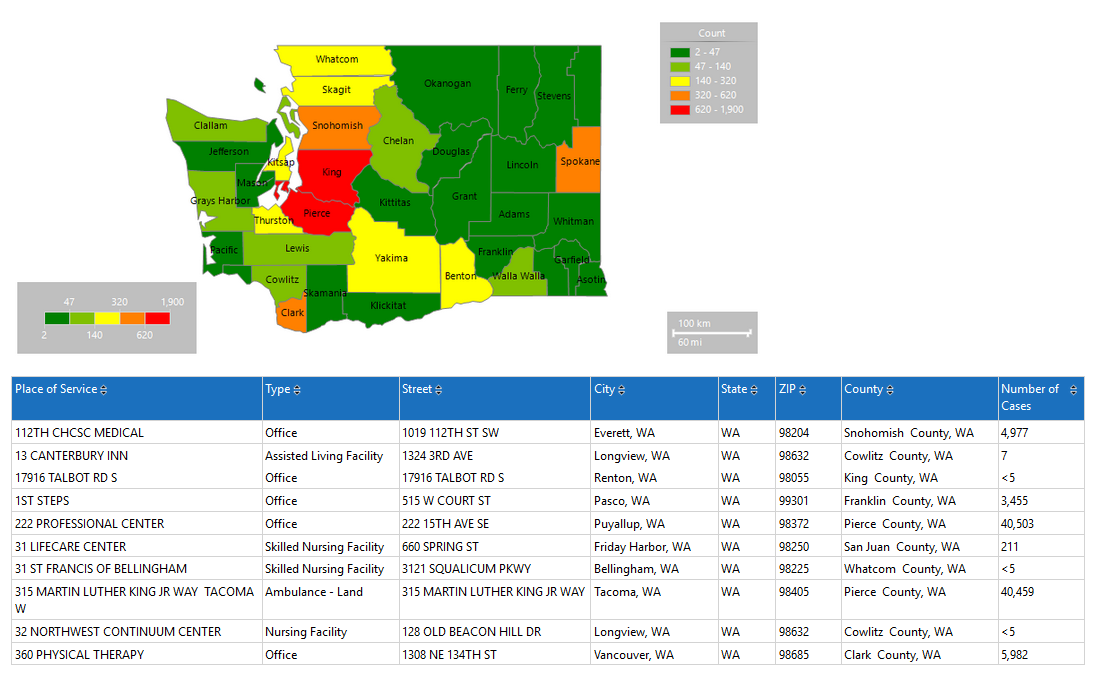 Count
2 - 47
47 - 140
140 - 320
320 - 620
620 - 1,900
Whatcom
Skagit
Okanogan
Ferry
Stevens
Clallam
Snohomish
Chelan
Jefferson
Douglas
Kitsap
King
Lincoln
Spokane
Mason
Grays Harbor
Kittitas
Grant
Thurston
Pierce
Adams
Whitman
Pacific
Lewis
Yakima
Franklin
Garfield
Cowlitz
Benton
Walla Walla
Asotin
Skamania
Clark
Klickitat
47 320 1,900
2 140 620
100 km
60 mi
Place of Service Type Street City State ZIP County Number of
Cases
112TH CHCSC MEDICAL Office 1019 112TH ST SW Everett, WA WA 98204 Snohomish County, WA 4,977
13 CANTERBURY INN Assisted Living Facility 1324 3RD AVE Longview, WA WA 98632 Cowlitz County, WA 7
17916 TALBOT RD S Office 17916 TALBOT RD S Renton, WA WA 98055 King County, WA <5
1ST STEPS Office 515 W COURT ST Pasco, WA WA 99301 Franklin County, WA 3,455
222 PROFESSIONAL CENTER Office 222 15TH AVE SE Puyallup, WA WA 98372 Pierce County, WA 40,503
31 LIFECARE CENTER Skilled Nursing Facility 660 SPRING ST Friday Harbor, WA WA 98250 San Juan County, WA 211
31 ST FRANCIS OF BELLINGHAM Skilled Nursing Facility 3121 SQUALICUM PKWY Bellingham, WA WA 98225 Whatcom County, WA <5
315 MARTIN LUTHER KING JR WAY TACOMA Ambulance - Land 315 MARTIN LUTHER KING JR WAY Tacoma, WA WA 98405 Pierce County, WA 40,459
W
32 NORTHWEST CONTINUUM CENTER Nursing Facility 128 OLD BEACON HILL DR Longview, WA WA 98632 Cowlitz County, WA <5
360 PHYSICAL THERAPY Office 1308 NE 134TH ST Vancouver, WA WA 98685 Clark County, WA 5,982